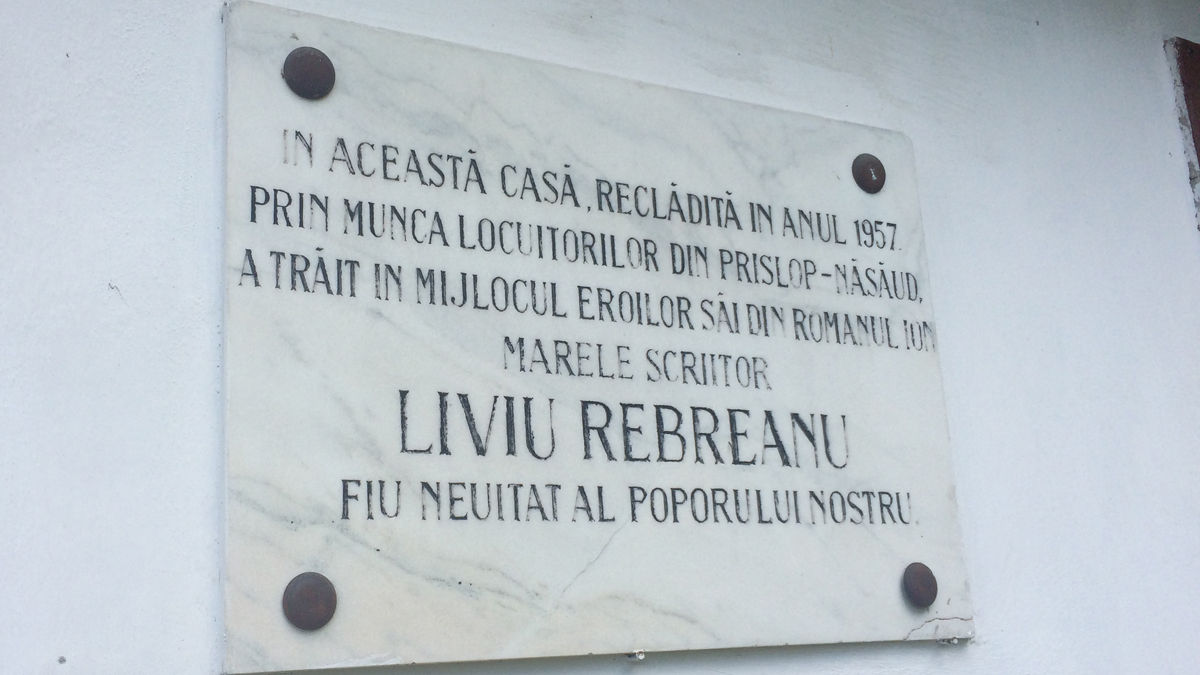 IN ACEASTĂ CASĂ, RECLĂDITĂ IN ANUL 1957.
PRIN MUNCA LOCUITORILOR DIN PRISLOP-NĂSĂUD,
A TRĂIT IN MIJLOCUL EROILOR SĂI DIN ROMANUL ION
MARELE SCRIITOR
LIVIU REBREANU
FIU NEUITAT AL POPORULUI NOSTRU.